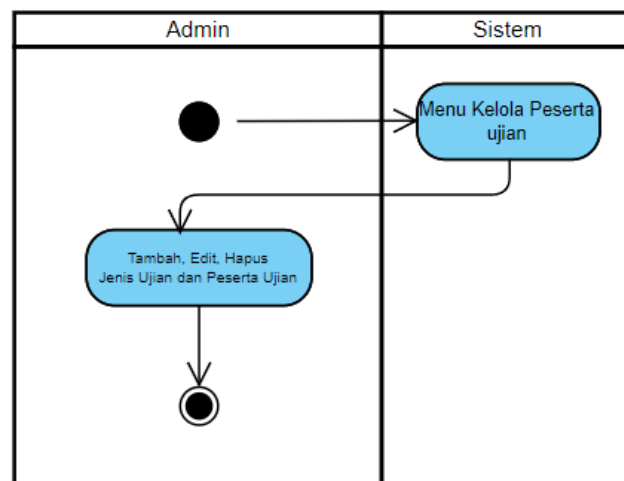 Admin
Sistem
Menu Kelola Peserta
ujian
Tambah, Edit, Hapus
Jenis Ujian dan Peserta Ujian